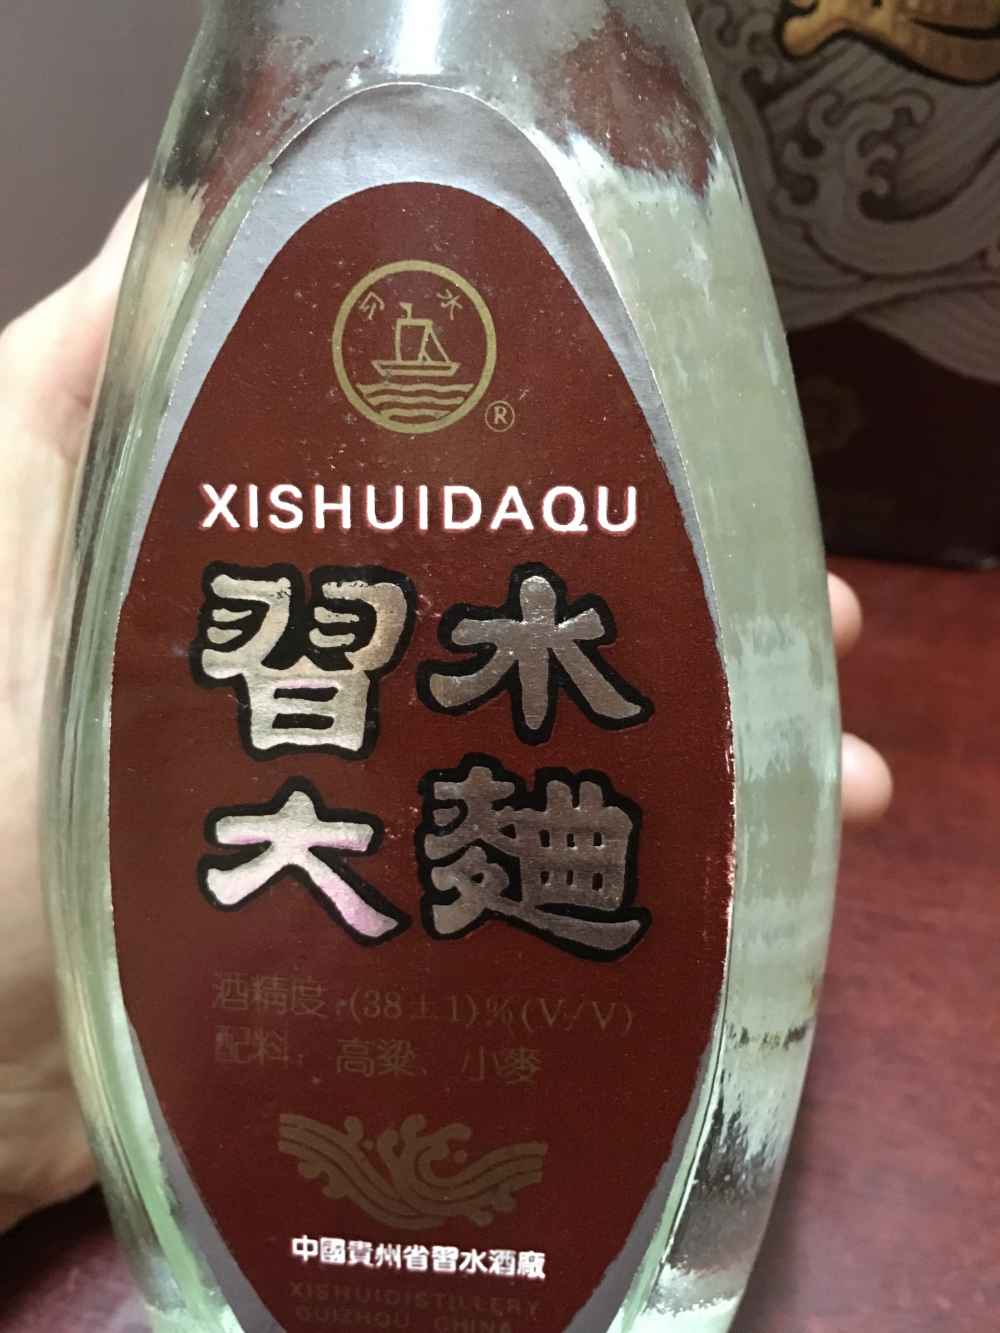 习水
®
XISHUIDAQU
習水
大麯
酒精度:(38±1)%(V/V)
配料：高粱、小麥
中國貴州省習水酒廠
XISHUIDISTILLERY
GUIZHOU CHINA